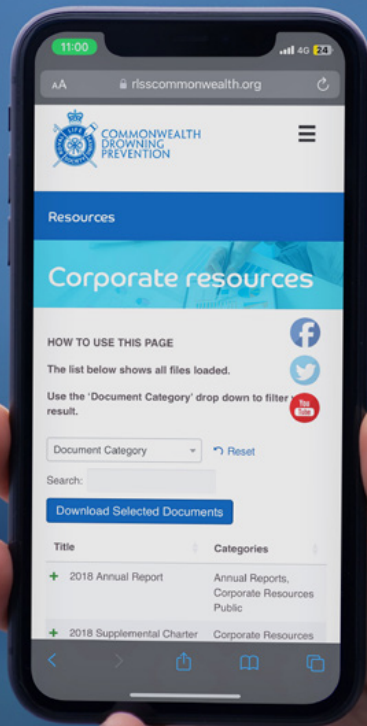 11:00
4G 24
AA rlsscommonwealth.org
COMMONWEALTH
DROWNING
PREVENTION
Resources
Corporate resources
HOW TO USE THIS PAGE
The list below shows all files loaded.
Use the 'Document Category' drop down to filter
result.
Document Category Reset
Search:
Download Selected Documents
Title Categories
+ 2018 Annual Report Annual Reports,
Corporate Resources
Public
+ 2018 Supplemental Charter Corporate Resources
You
Tube